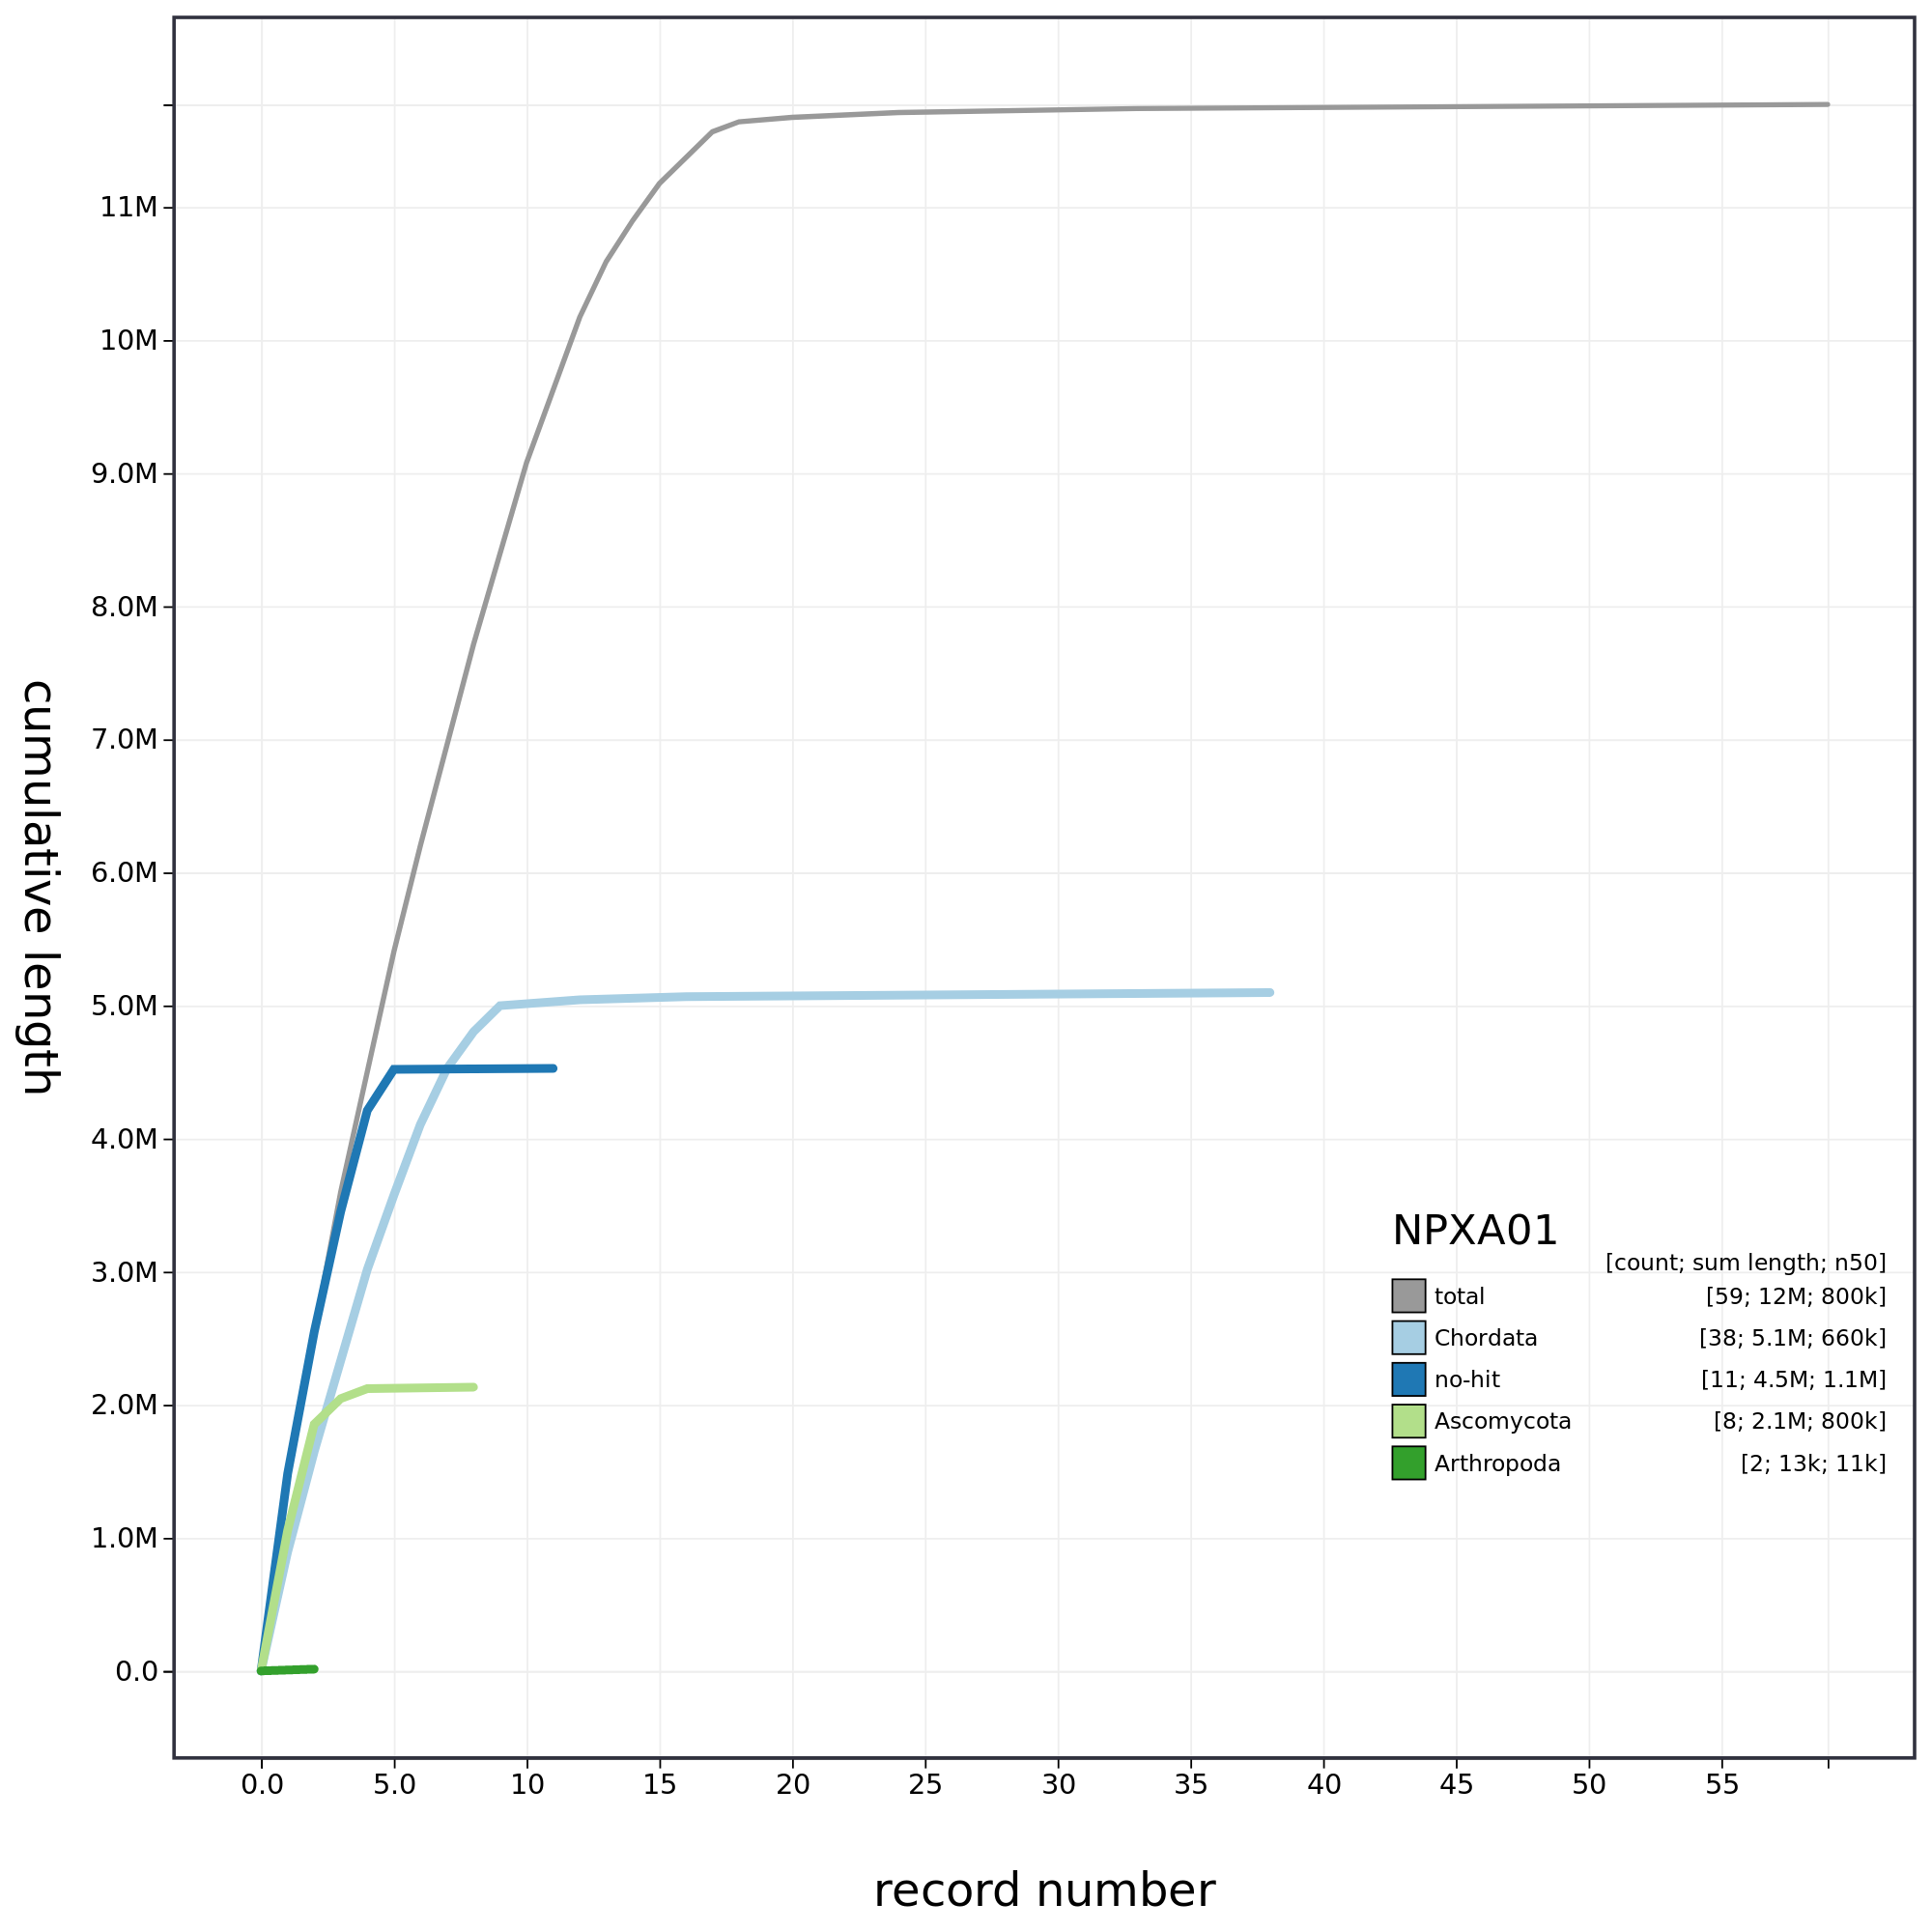 cumulative length
11M
10M
9.0M
8.0M
7.0M
6.0M
5.0M
4.0M
3.0M
2.0M
1.0M
0.0
NPXA01
[count; sum length; n50]
total [59; 12M; 800k]
Chordata [38; 5.1M; 660k]
no-hit [11; 4.5M; 1.1M]
Ascomycota [8; 2.1M; 800k]
Arthropoda [2; 13k; 11k]
0.0 5.0 10 15 20 25 30 35 40 45 50 55
record number